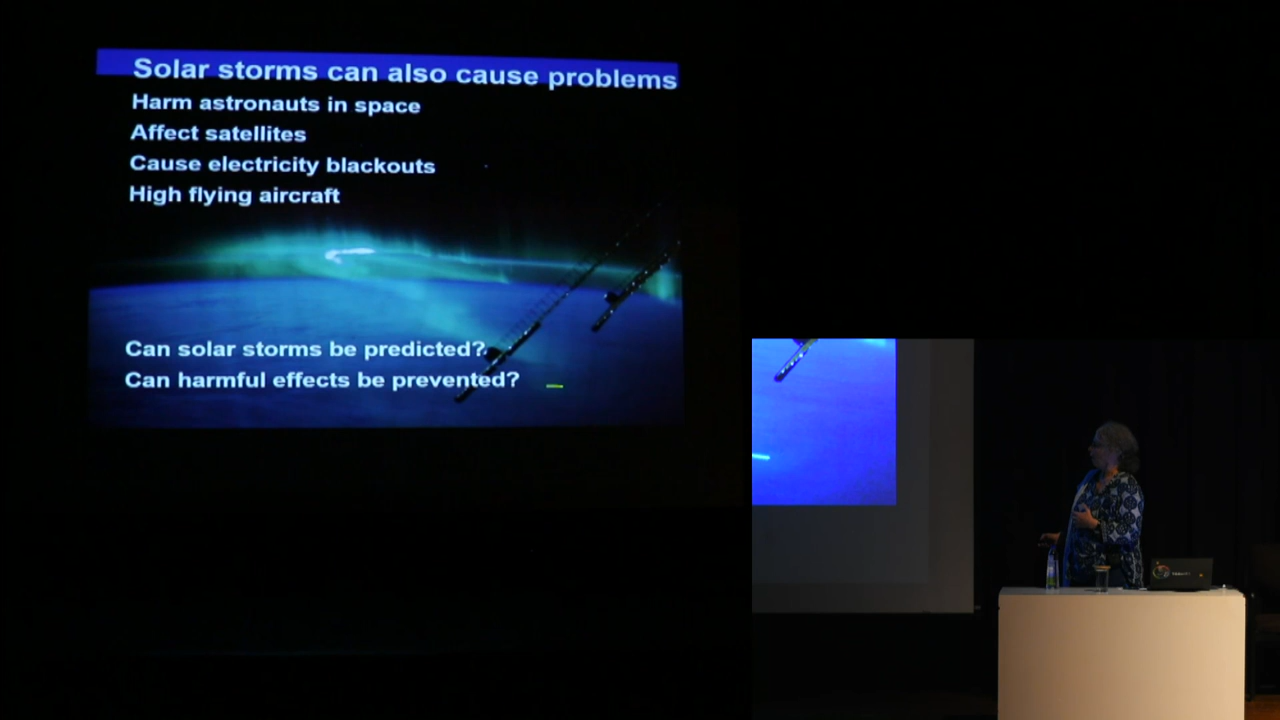 Solar storms can also cause problems
Harm astronauts in space
Affect satellites
Cause electricity blackouts
High flying aircraft
Can solar storms be predicted?
Can harmful effects be prevented?